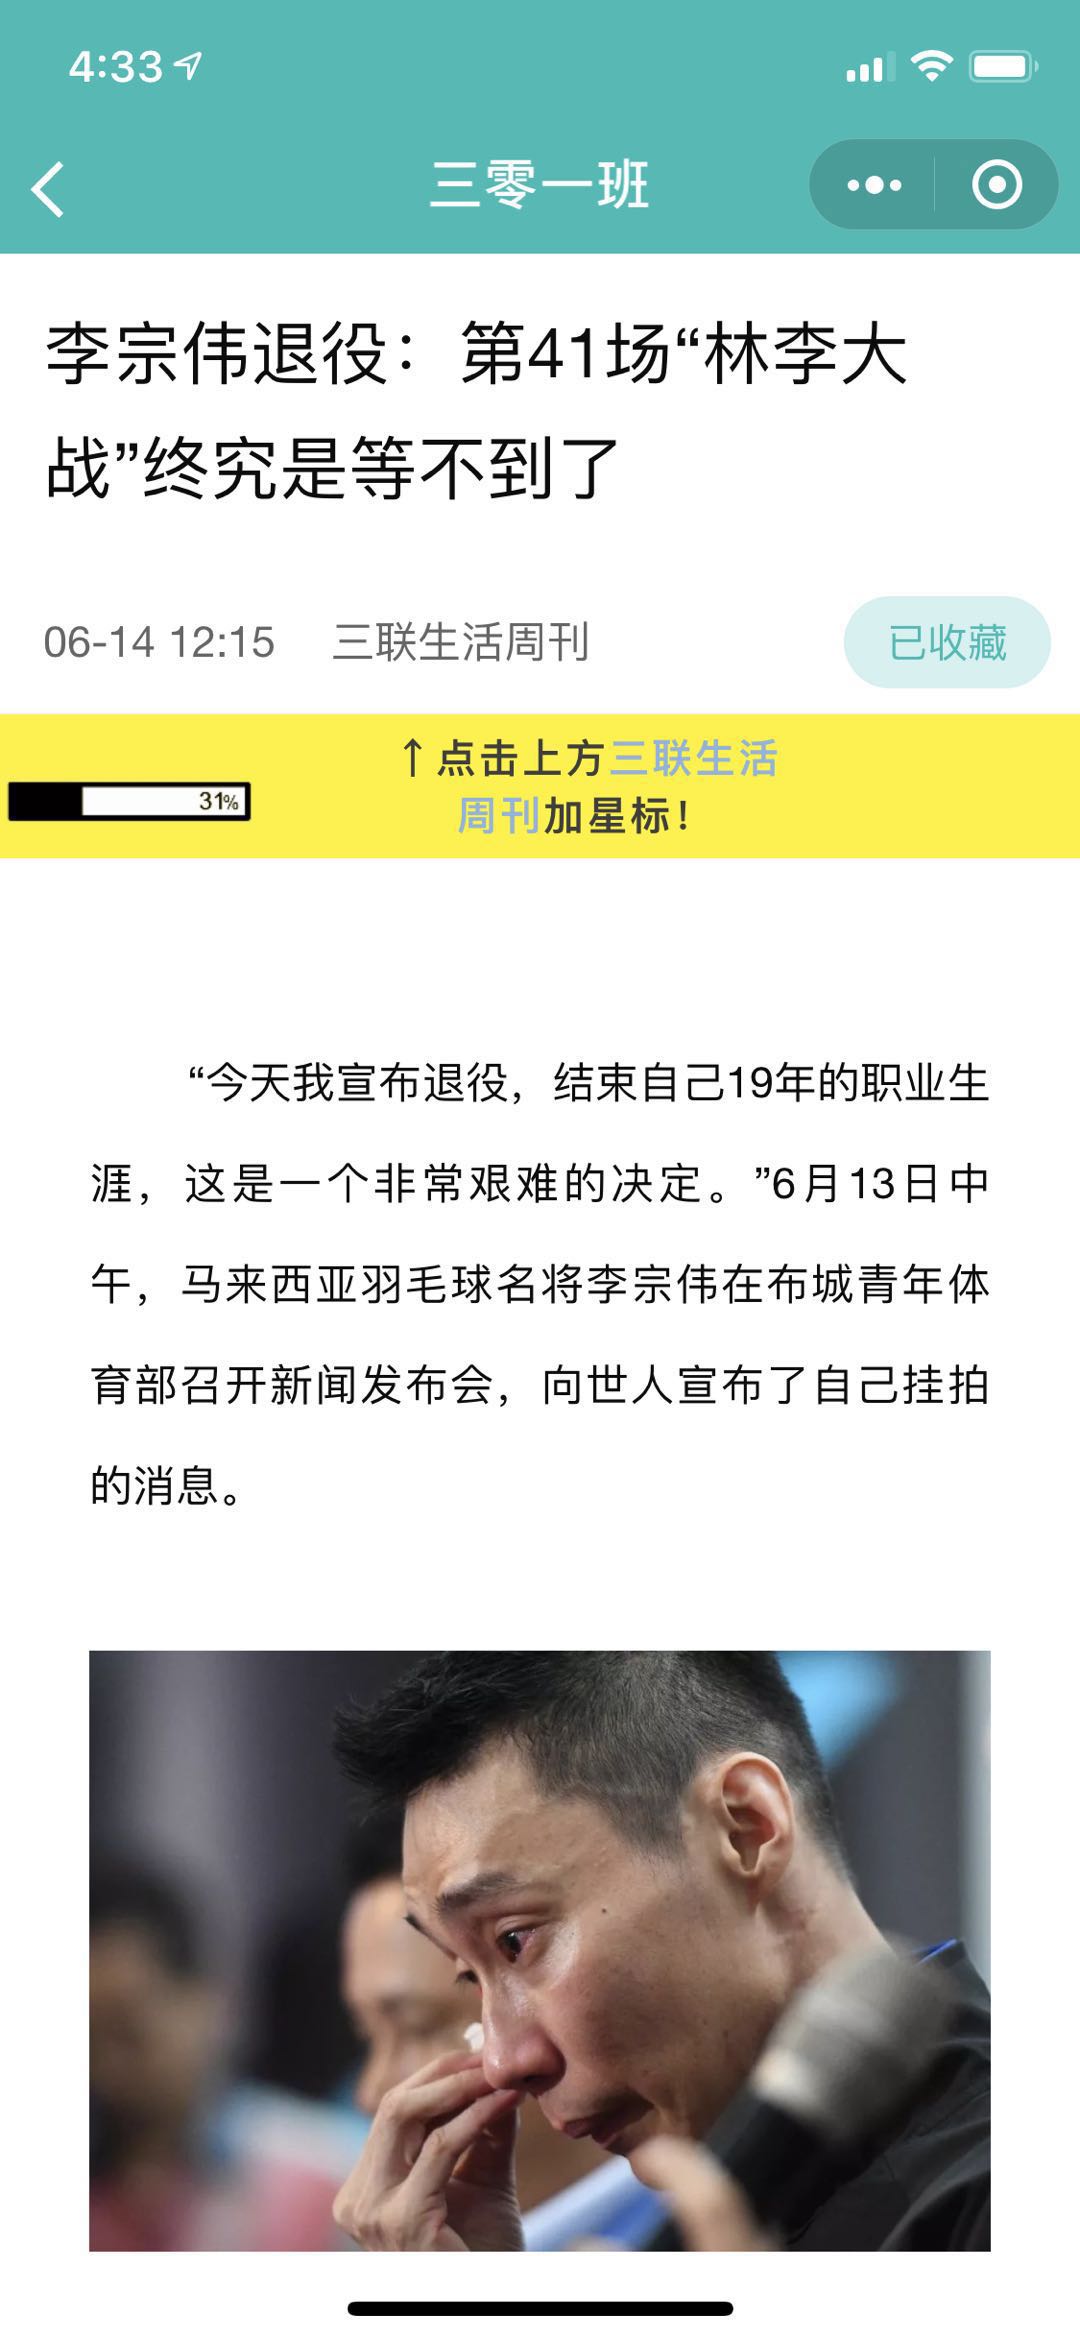 4:33
三零一班
李宗伟退役：第41场“林李大
战”终究是等不到了
06-14 12:15 三联生活周刊
已收藏
↑点击上方三联生活
周刊加星标！
31%
“今天我宣布退役，结束自己19年的职业生
涯，这是一个非常艰难的决定。”6月13日中
午，马来西亚羽毛球名将李宗伟在布城青年体
育部召开新闻发布会，向世人宣布了自己挂拍
的消息。